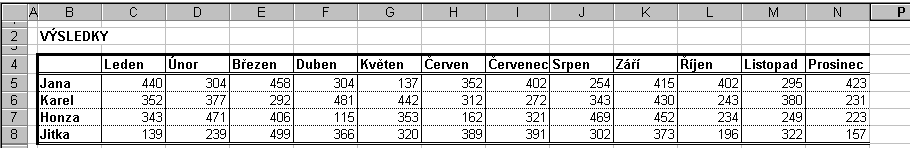 A B C D E F G H I J K L M N P
2 VÝSLEDKY
4 Leden Únor Březen Duben Květen Červen Červenec Srpen Září Říjen Listopad Prosinec
5 Jana 440 304 458 304 137 352 402 254 415 402 295 423
6 Karel 352 377 292 481 442 312 272 343 430 243 380 231
7 Honza 343 471 406 115 353 162 321 469 452 234 249 223
8 Jitka 139 239 499 366 320 389 391 302 373 196 322 157